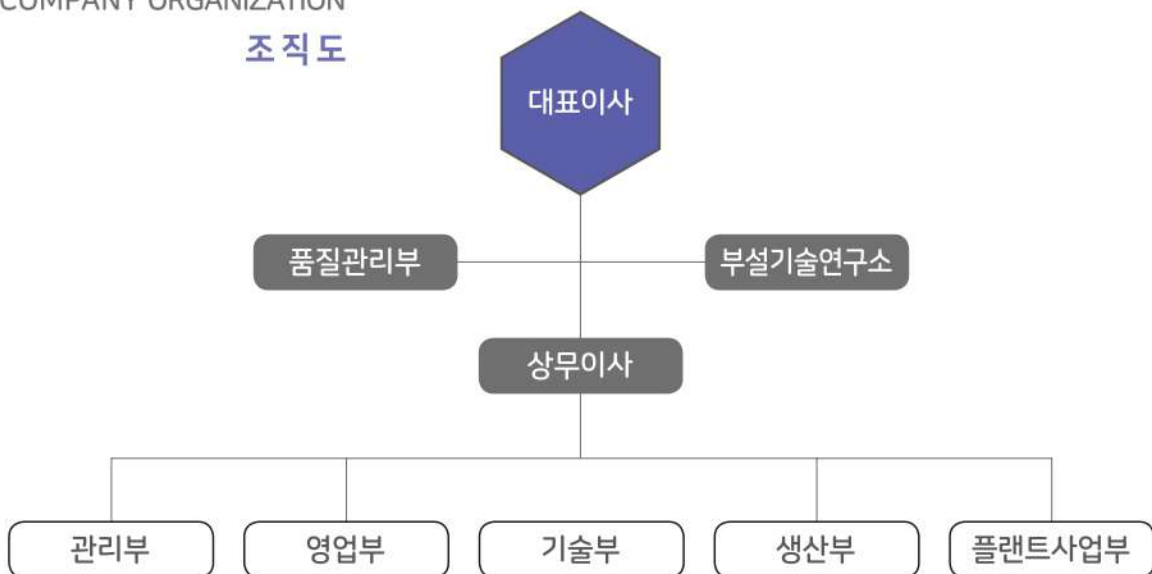 COMPANY ORGANIZATION
조직도
대표이사
품질관리부 부설기술연구소
상무이사
관리부 영업부 기술부 생산부 플랜트사업부